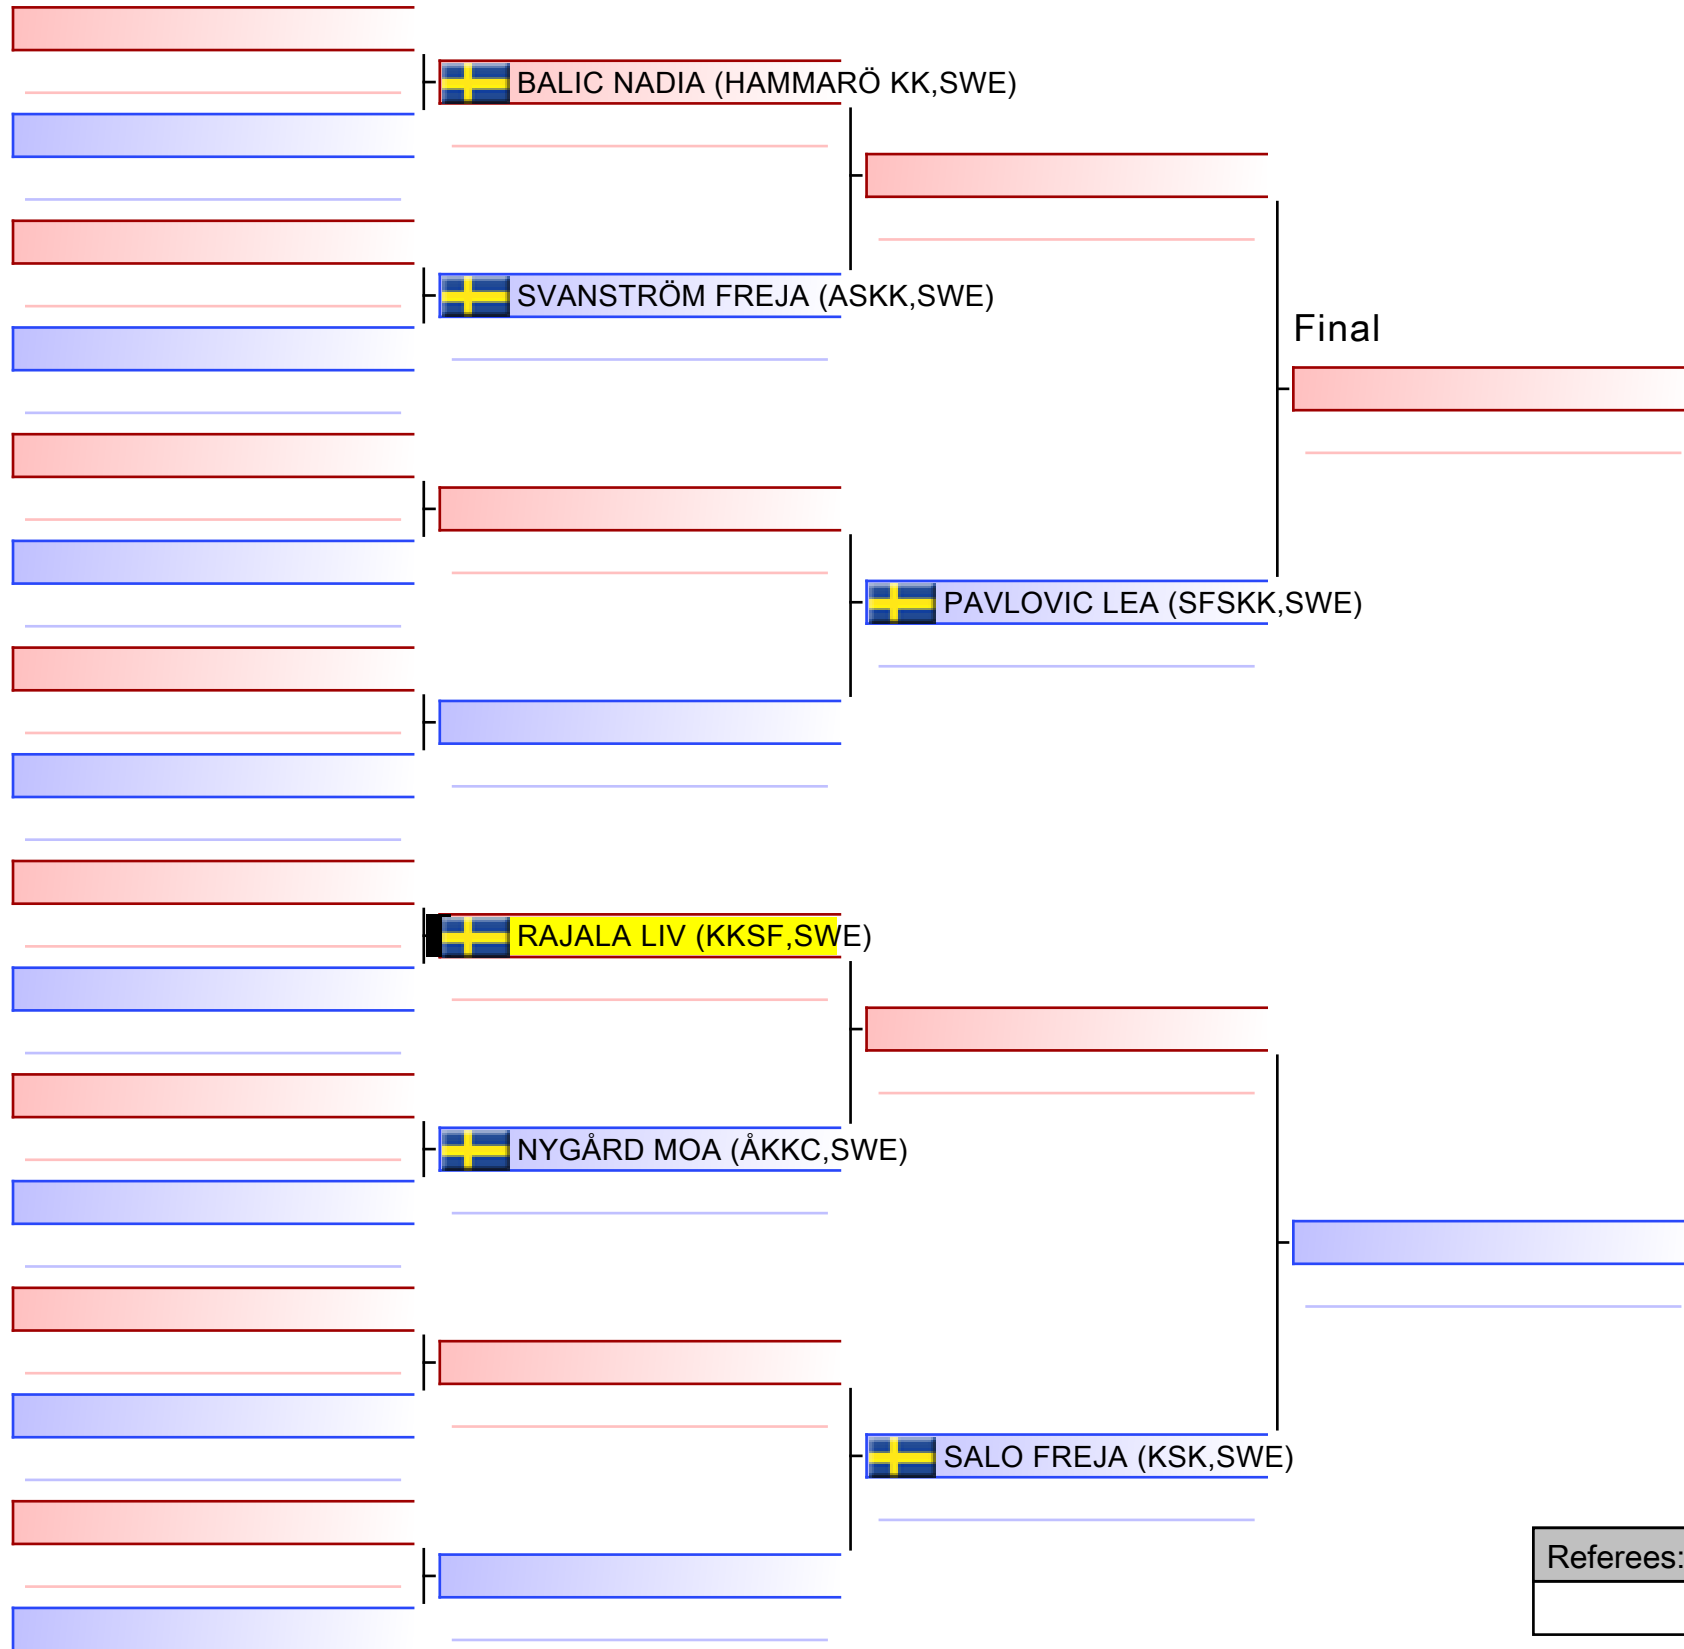 BALIC NADIA (HAMMARÖ KK,SWE)
SVANSTRÖM FREJA (ASKK,SWE)
Final
PAVLOVIC LEA (SFSKK,SWE)
RAJALA LIV (KKSF,SWE)
NYGÅRD MOA (ÅKKC,SWE)
SALO FREJA (KSK,SWE)
Referees: